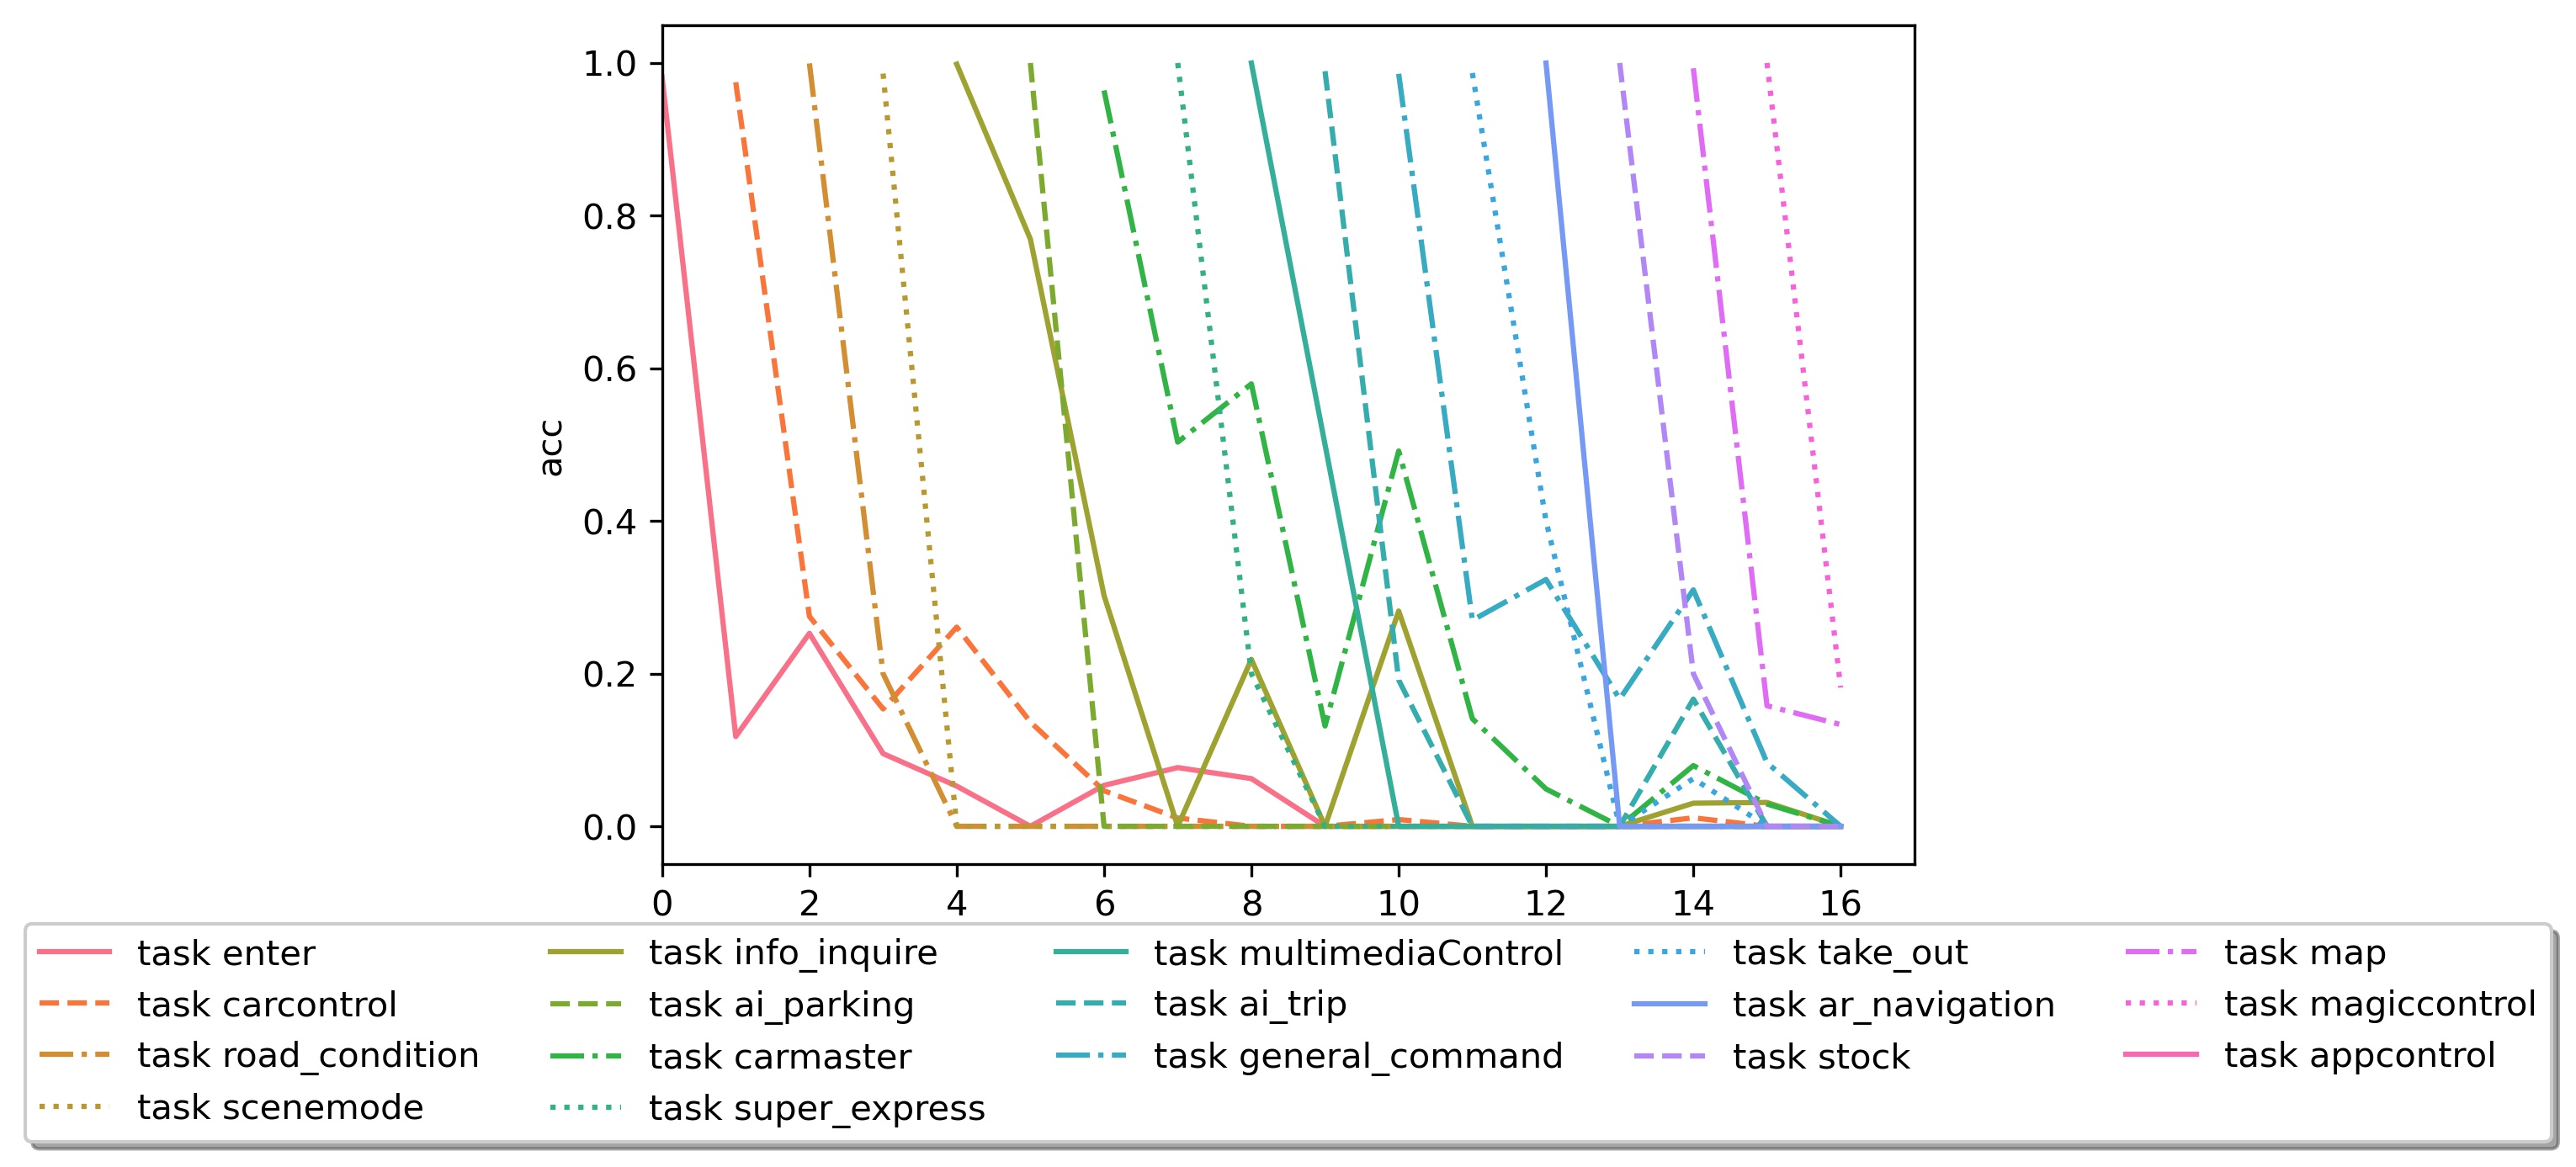 1.0
0.8
0.6
0.4
0.2
0.0
acc
0 2 4 6 8 10 12 14 16
task enter
task carcontrol
task road_condition
task scenemode
task info_inquire
task ai_parking
task carmaster
task super_express
task multimediaControl
task ai_trip
task general_command
task take_out
task ar_navigation
task stock
task map
task magiccontrol
task appcontrol